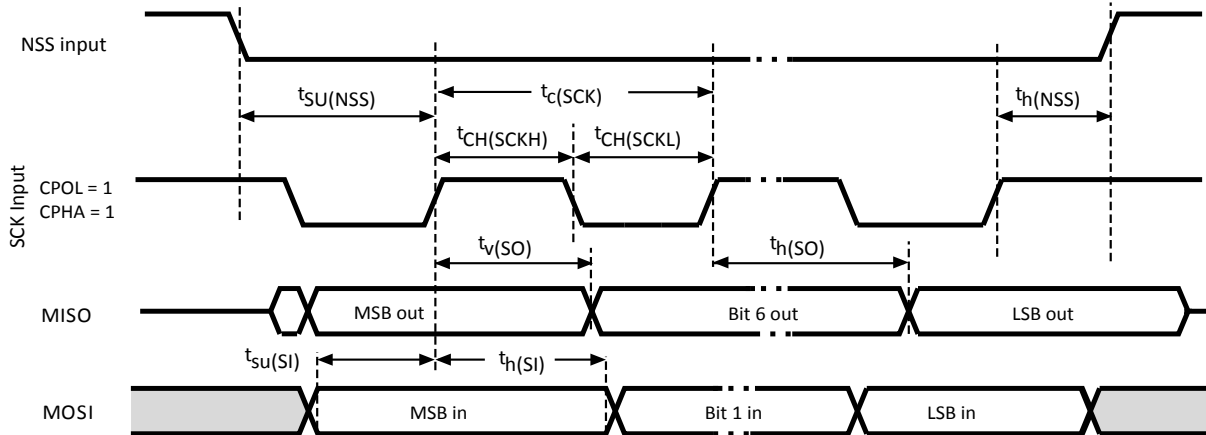 NSS input
tSU(NSS)
tC(SCK)
th(NSS)
tCH(SCKH)
tCH(SCKL)
SCK Input
CPOL = 1
CPHA = 1
tv(SO)
th(SO)
MISO
MSB out
Bit 6 out
LSB out
tsu(SI)
th(SI)
MOSI
MSB in
Bit 1 in
LSB in